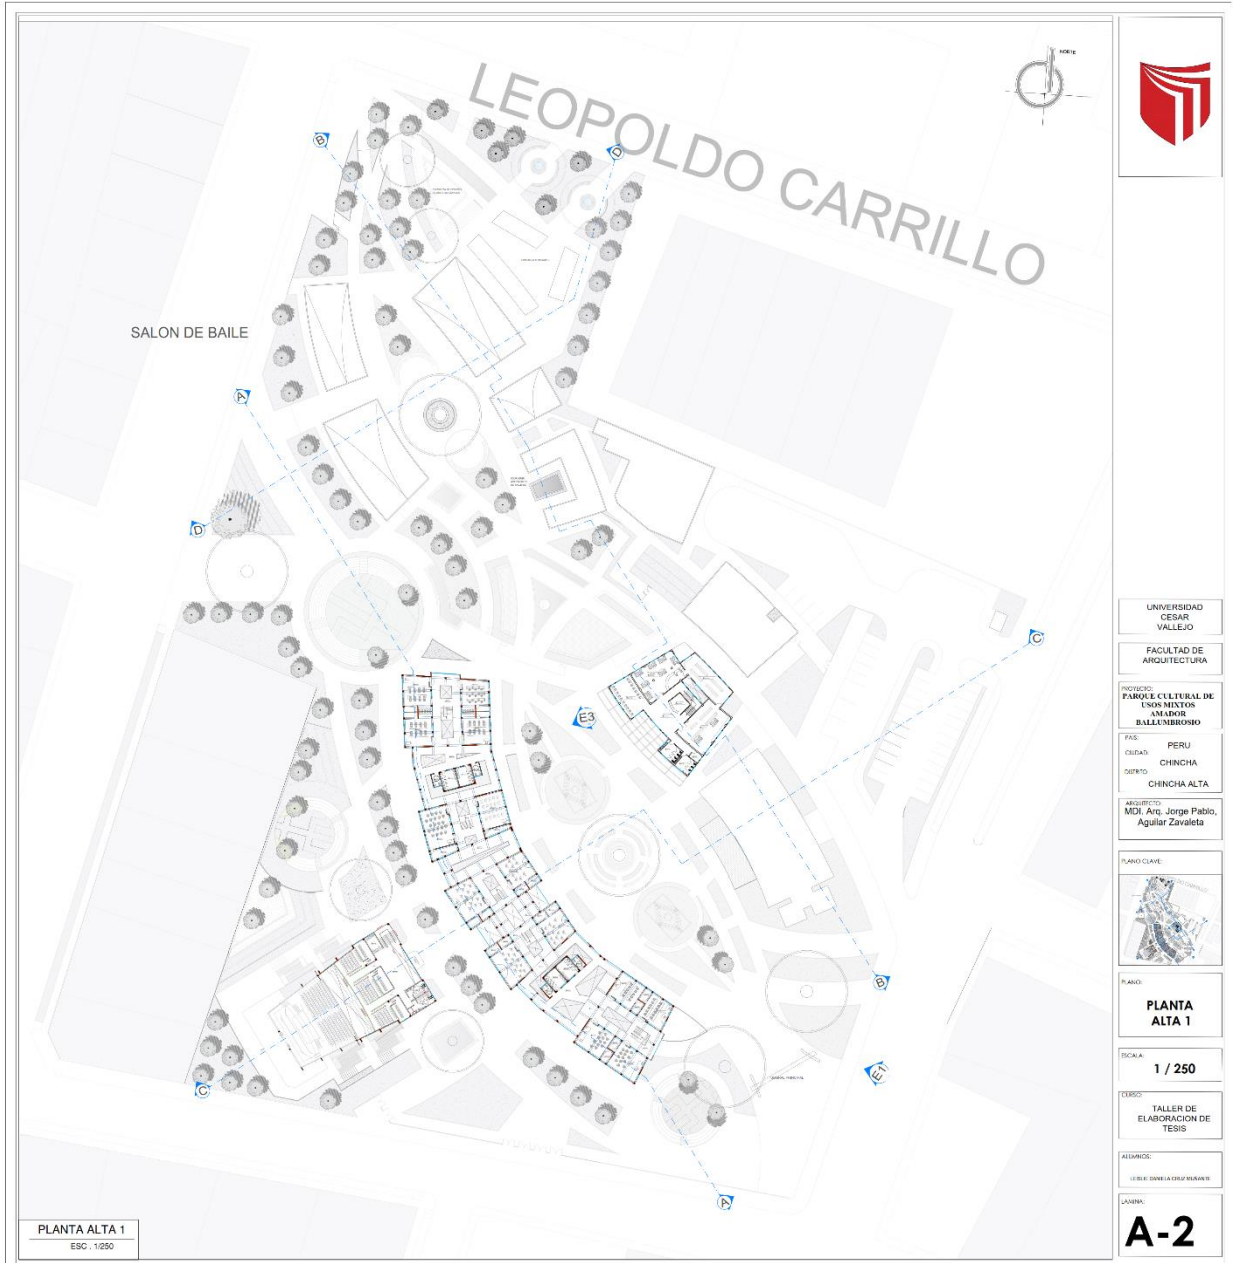 NORTE
LEOPOLDO CARRILLO
B
D
SALON DE BAILE
A
D
C
E3
B
E1
C
A
UNIVERSIDAD
CESAR
VALLEJO
FACULTAD DE
ARQUITECTURA
PROYECTO:
PARQUE CULTURAL DE
USOS MIXTOS
AMADOR
BALLUMBROSIO
PAIS:
PERU
CIUDAD:
CHINCHA
DISTRITO:
CHINCHA ALTA
ARQUITECTO:
MDI. Arq. Jorge Pablo,
Aguilar Zavaleta
PLANO CLAVE:
PLANO:
PLANTA
ALTA 1
ESCALA:
1 / 250
CURSO:
TALLER DE
ELABORACION DE
TESIS
ALUMNOS:
LAMINA:
A-2
PLANTA ALTA 1
ESC . 1/250